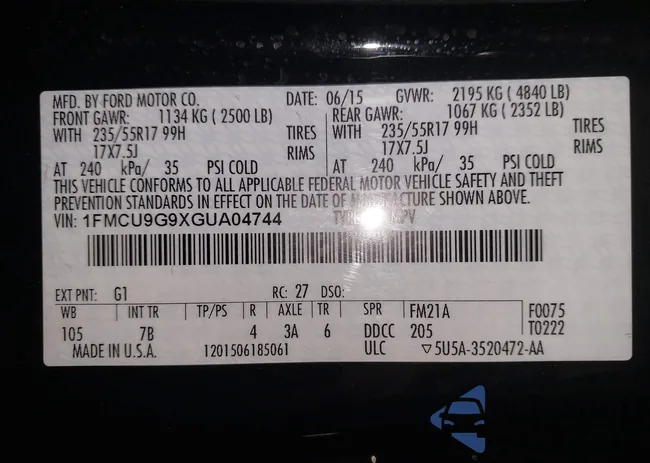 MFD. BY FORD MOTOR CO. DATE: 06/15 GVWR: 2195 KG ( 4840 LB)
FRONT GAWR: 1134 KG ( 2500 LB) REAR GAWR: 1067 KG ( 2352 LB)
WITH 235/55R17 99H TIRES WITH 235/55R17 99H TIRES
17X7.5J RIMS 17X7.5J RIMS
AT 240 kPa/ 35 PSI COLD AT 240 kPa/ 35 PSI COLD
THIS VEHICLE CONFORMS TO ALL APPLICABLE FEDERAL MOTOR VEHICLE SAFETY AND THEFT
PREVENTION STANDARDS IN EFFECT ON THE DATE OF MANUFACTURE SHOWN ABOVE.
VIN: 1FMCU9G9XGUA04744 TYPE: MPV
EXT PNT: G1 RC: 27 DSO:
WB INT TR TP/PS R AXLE TR SPR FM21A F0075
105 7B 4 3A 6 DDCC 205 T0222
MADE IN U.S.A. 1201506185061 ULC ▽5U5A-3520472-AA